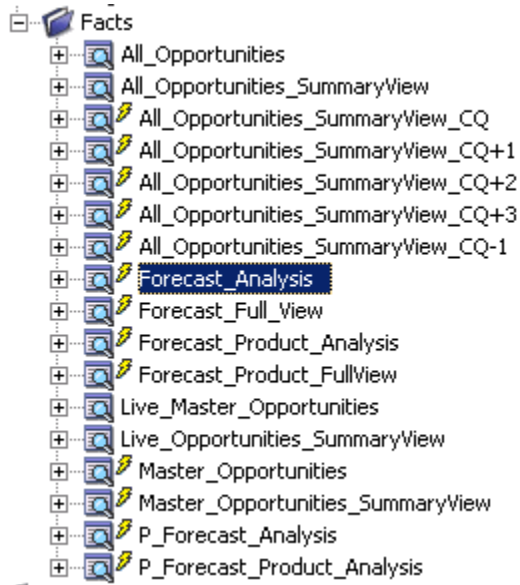 Facts
All_Opportunities
All_Opportunities_SummaryView
All_Opportunities_SummaryView_CQ
All_Opportunities_SummaryView_CQ+1
All_Opportunities_SummaryView_CQ+2
All_Opportunities_SummaryView_CQ+3
All_Opportunities_SummaryView_CQ-1
Forecast_Analysis
Forecast_Full_View
Forecast_Product_Analysis
Forecast_Product_FullView
Live_Master_Opportunities
Live_Opportunities_SummaryView
Master_Opportunities
Master_Opportunities_SummaryView
P_Forecast_Analysis
P_Forecast_Product_Analysis